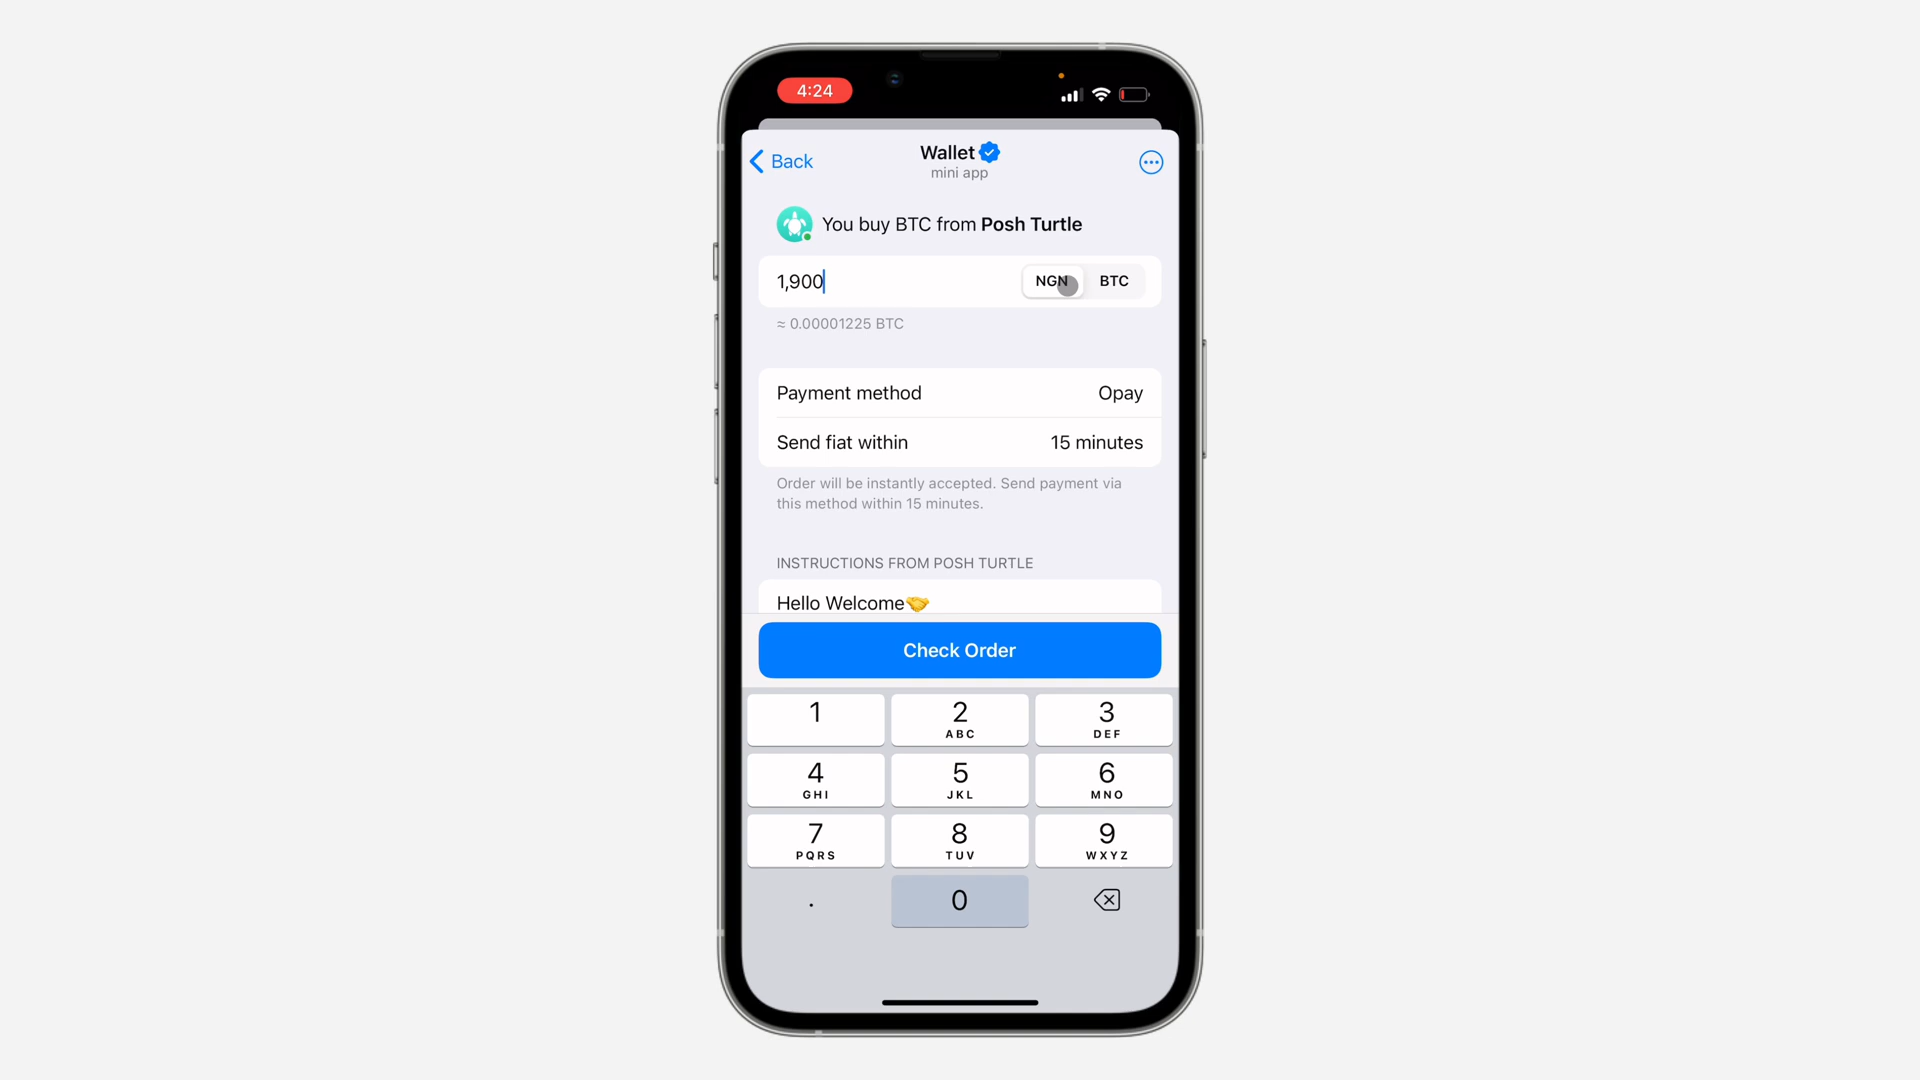 4:24
Back
Wallet
mini app
You buy BTC from Posh Turtle
1,900
NGN BTC
≈ 0.00001225 BTC
Payment method Opay
Send fiat within 15 minutes
Order will be instantly accepted. Send payment via
this method within 15 minutes.
INSTRUCTIONS FROM POSH TURTLE
Hello Welcome🤝
Check Order
1 2 3
ABC DEF
4 5 6
GHI JKL MNO
7 8 9
PQRS TUV WXYZ
. 0